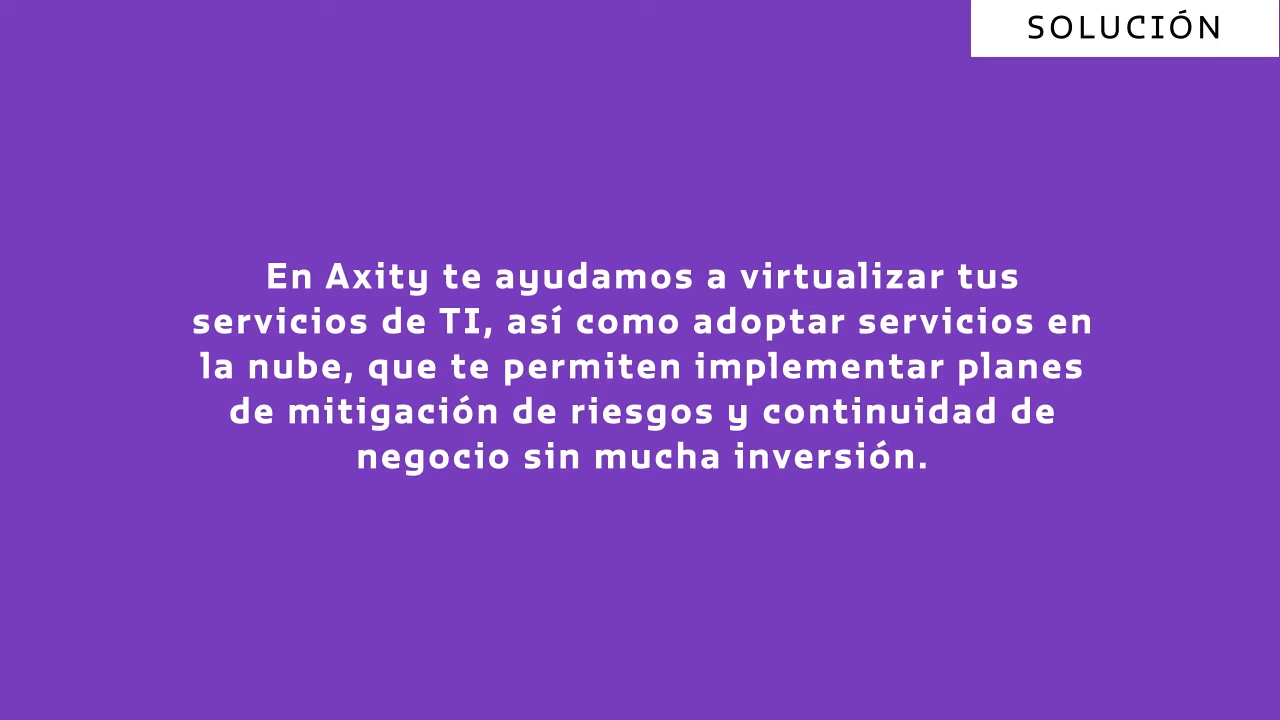 SOLUCIÓN
En Axity te ayudamos a virtualizar tus
servicios de TI, así como adoptar servicios en
la nube, que te permiten implementar planes
de mitigación de riesgos y continuidad de
negocio sin mucha inversión.